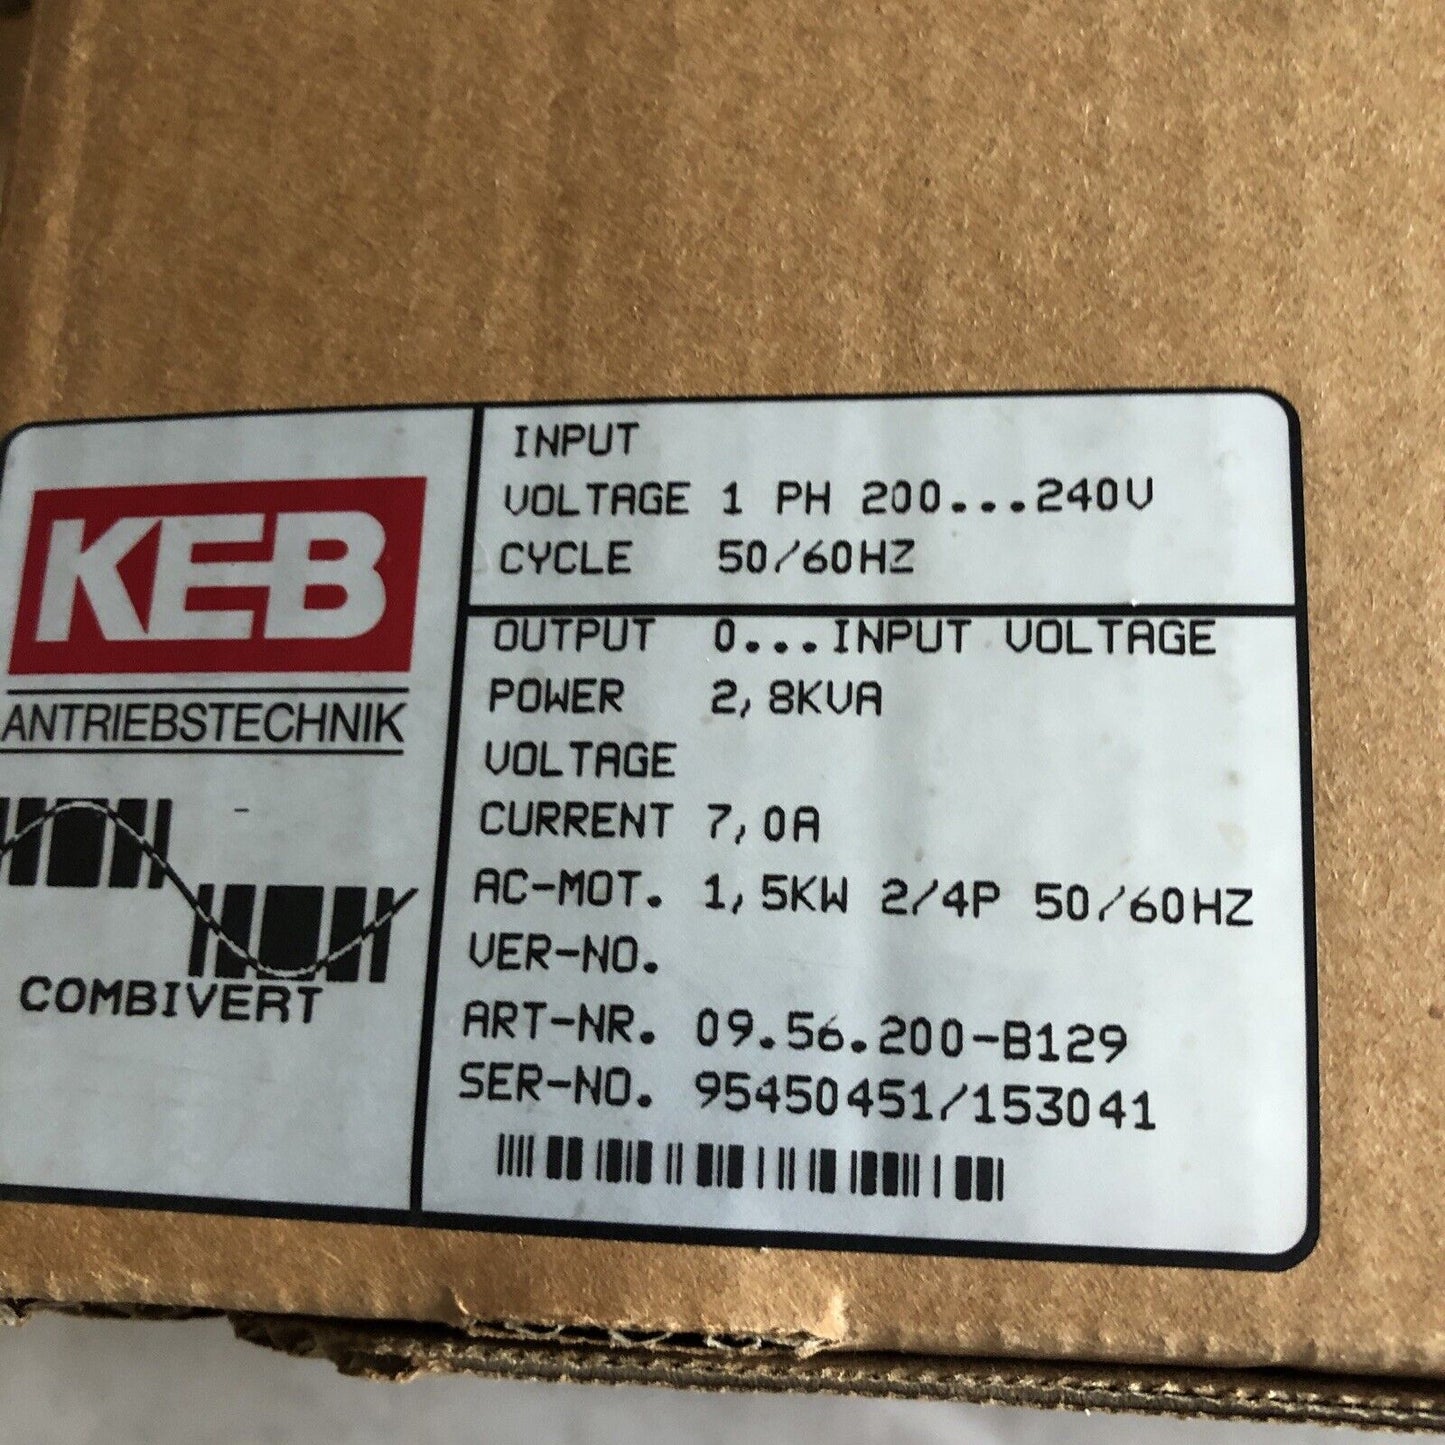 KEB
ANTRIEBSTECHNIK
COMBIVERT
INPUT
VOLTAGE 1 PH 200...240V
CYCLE 50/60HZ
OUTPUT 0...INPUT VOLTAGE
POWER 2,8KVA
VOLTAGE
CURRENT 7,0A
AC-MOT. 1,5KW 2/4P 50/60HZ
VER-NO.
ART-NR. 09.56.200-B129
SER-NO. 95450451/153041